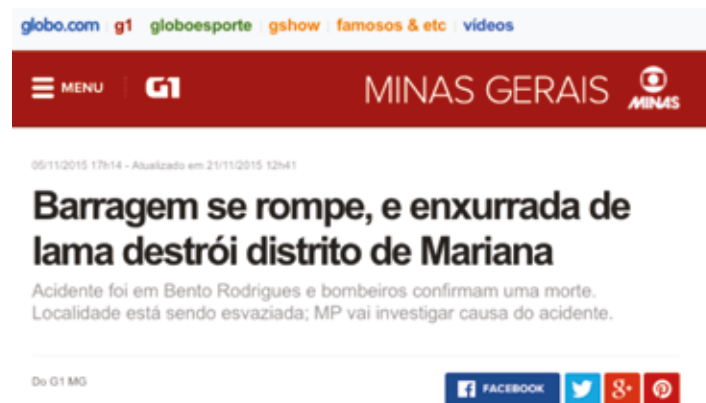 globo.com g1 globoesporte gshow famosos & etc vídeos
MENU G1 MINAS GERAIS MINAS
05/11/2015 17h14 - Atualizado em 21/11/2015 12h41
Barragem se rompe, e enxurrada de
lama destrói distrito de Mariana
Acidente foi em Bento Rodrigues e bombeiros confirmam uma morte.
Localidade está sendo esvaziada; MP vai investigar causa do acidente.
Do G1 MG FACEBOOK